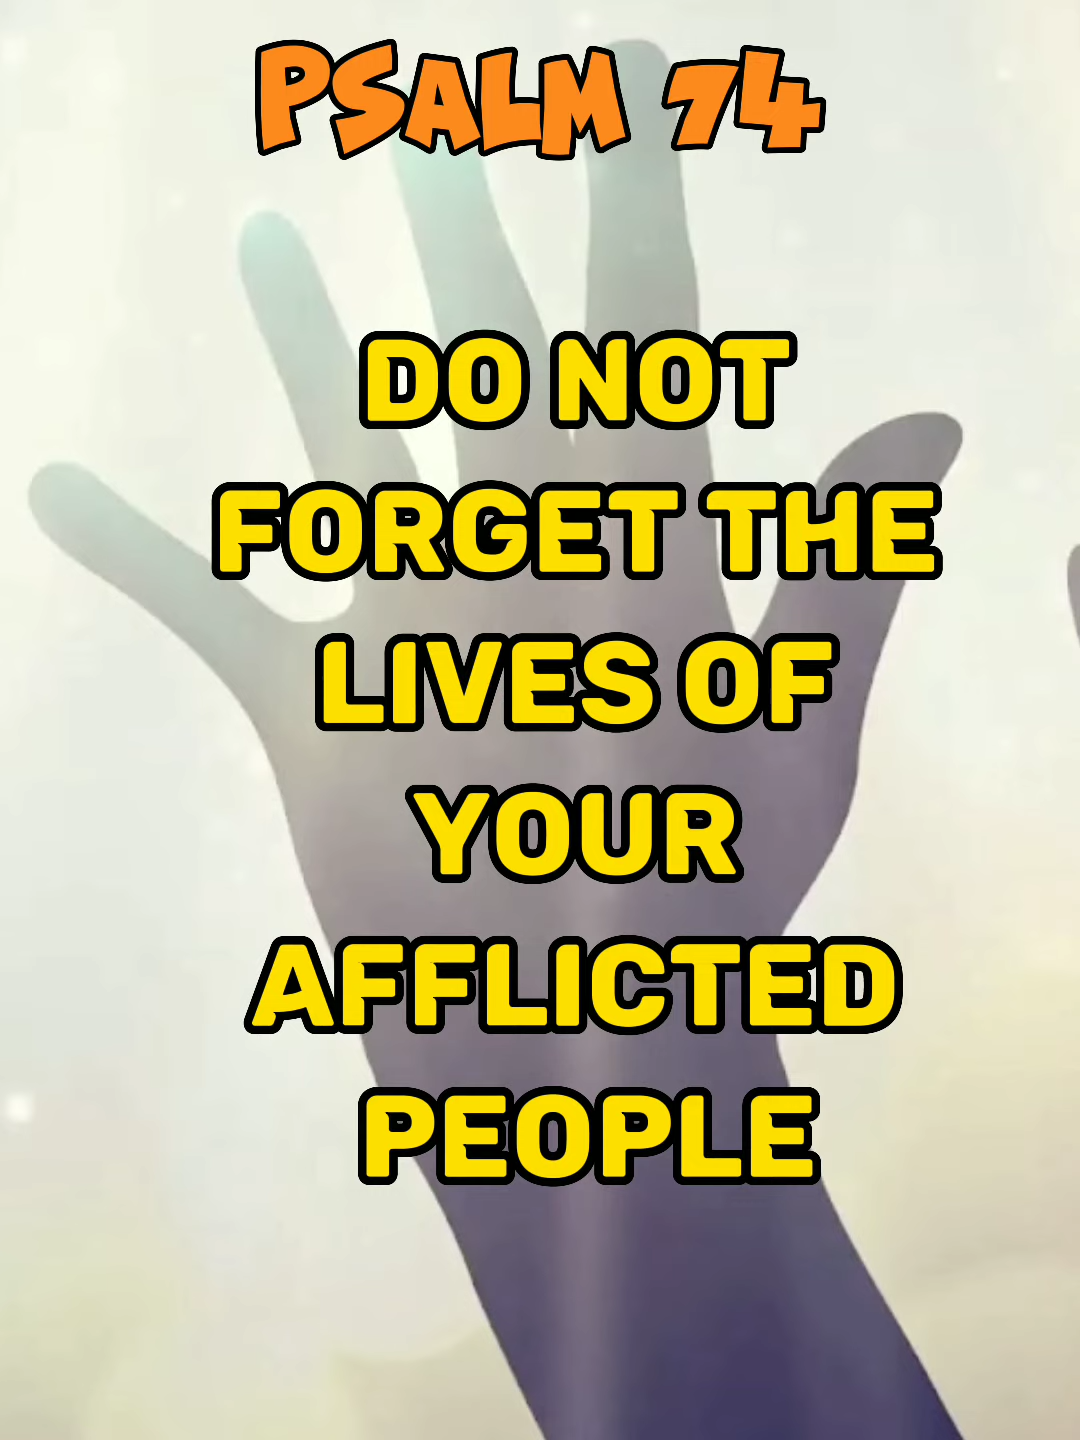 PSALM 74
DO NOT
FORGET THE
LIVES OF
YOUR
AFFLICTED
PEOPLE